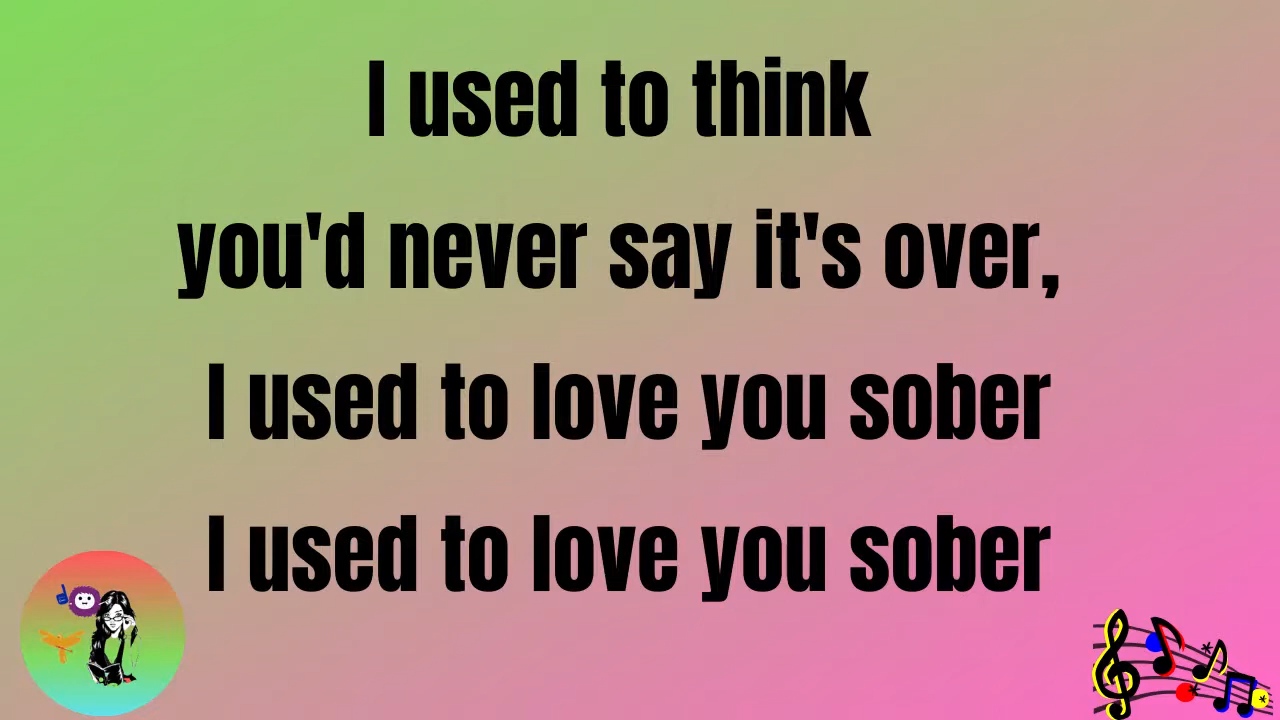 I used to think
you'd never say it's over,
I used to love you sober
I used to love you sober